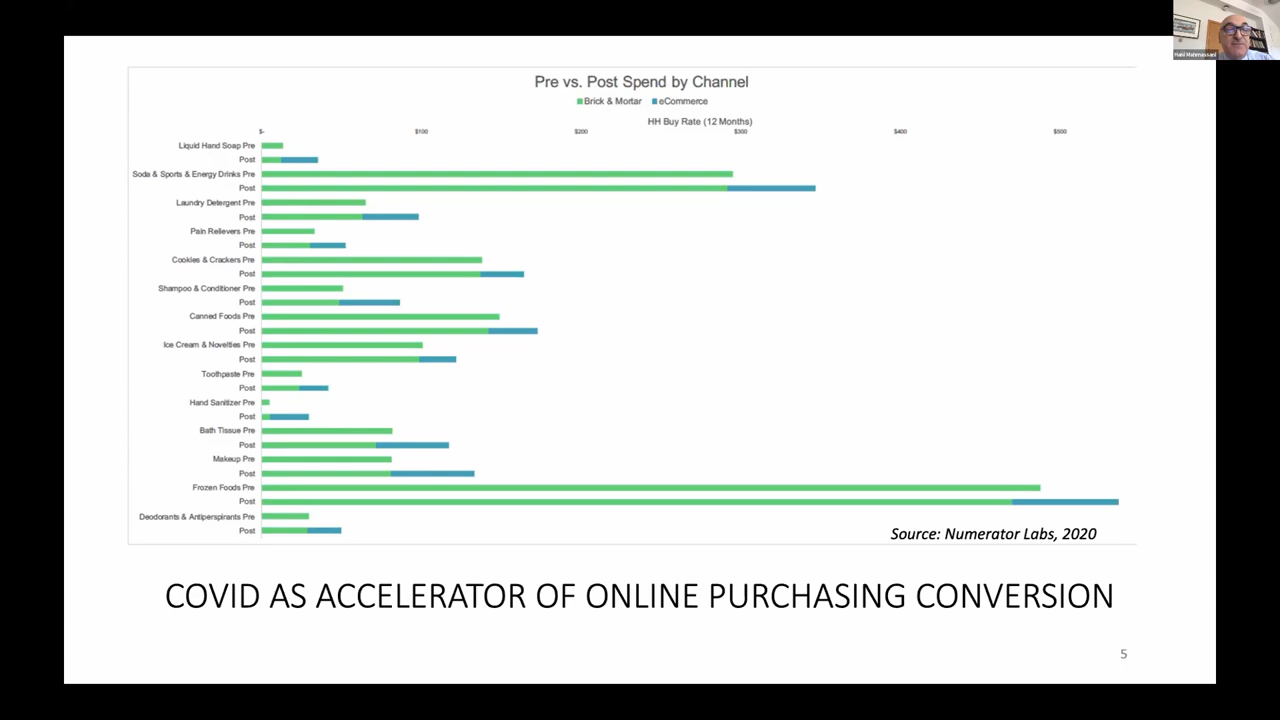 Hani Mahmassani
Pre vs. Post Spend by Channel
Brick & Mortar eCommerce
HH Buy Rate (12 Months)
$- $100 $200 $300 $400 $500
Liquid Hand Soap Pre
Post
Soda & Sports & Energy Drinks Pre
Post
Laundry Detergent Pre
Post
Pain Relievers Pre
Post
Cookies & Crackers Pre
Post
Shampoo & Conditioner Pre
Post
Canned Foods Pre
Post
Ice Cream & Novelties Pre
Post
Toothpaste Pre
Post
Hand Sanitizer Pre
Post
Bath Tissue Pre
Post
Makeup Pre
Post
Frozen Foods Pre
Post
Deodorants & Antiperspirants Pre
Post
Source: Numerator Labs, 2020
COVID AS ACCELERATOR OF ONLINE PURCHASING CONVERSION
5